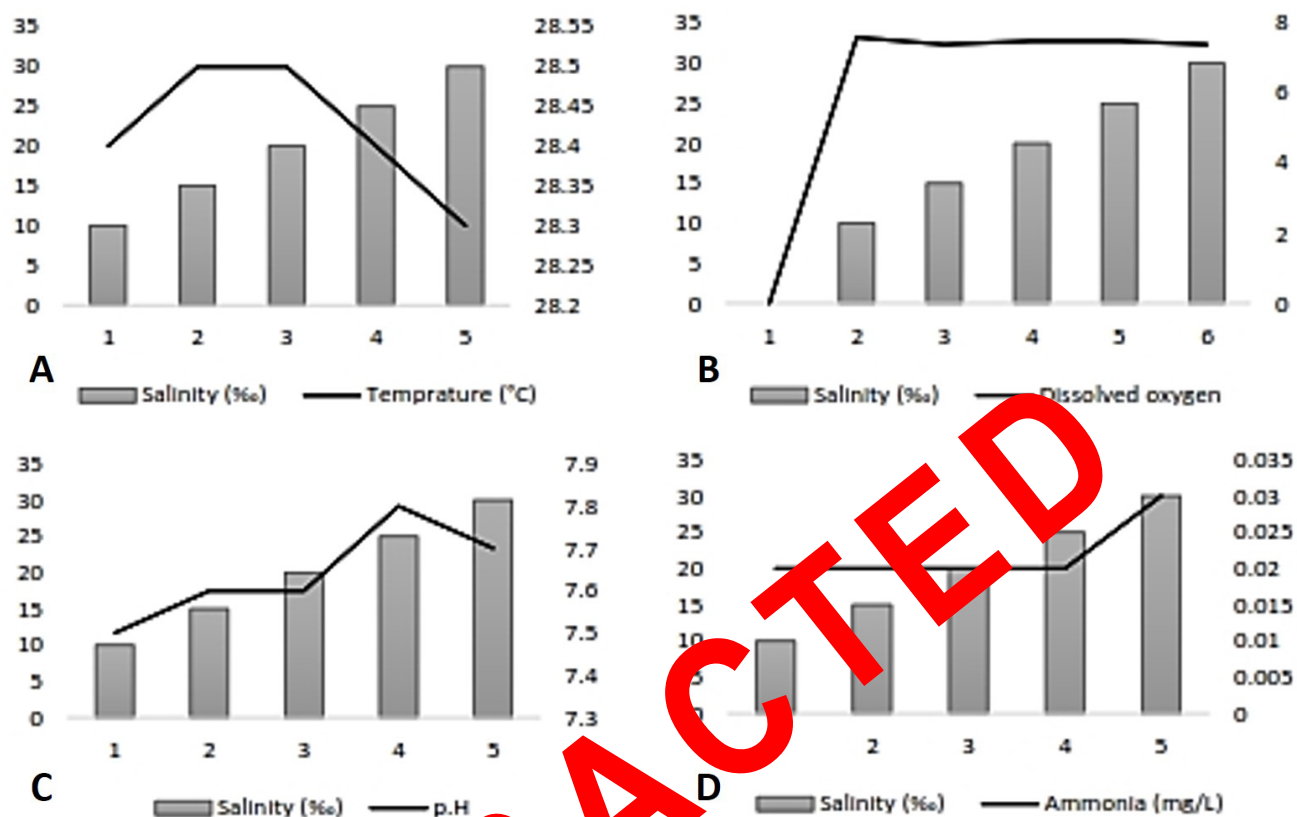 35 28.55
30 28.5
25 28.45
20 28.4
15 28.35
10 28.3
5 28.25
0 28.2
1 2 3 4 5
A
Salinity (‰) Temprature (°C)
35 8
30
25 6
20 4
15
10 2
5
0 0
1 2 3 4 5 6
B
Salinity (‰) Dissolved oxygen
35 7.9
30 7.8
25 7.7
20 7.6
15 7.5
10 7.4
5
0 7.3
1 2 3 4 5
C
Salinity (‰) p.H
35 0.035
30 0.03
25 0.025
20 0.02
15 0.015
10 0.01
5 0.005
0 0
2 3 4 5
D
Salinity (‰) Ammonia (mg/L)
ACTED